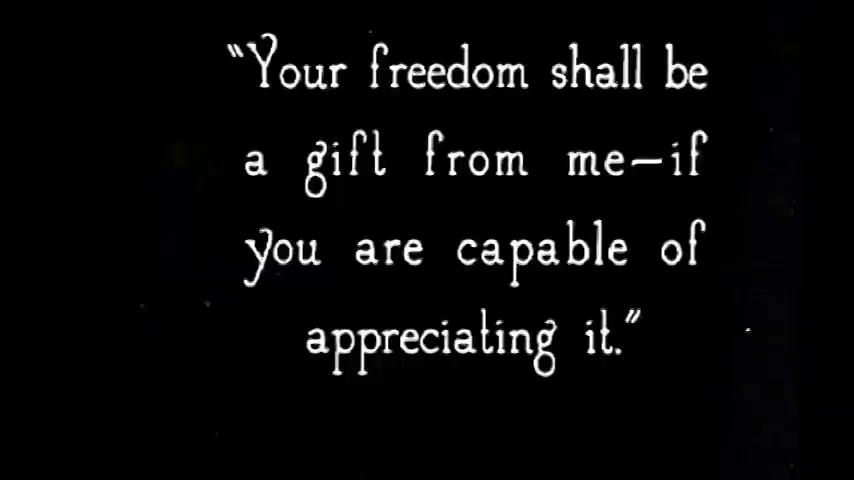 "Your freedom shall be
a gift from me—if
you are capable of
appreciating it."